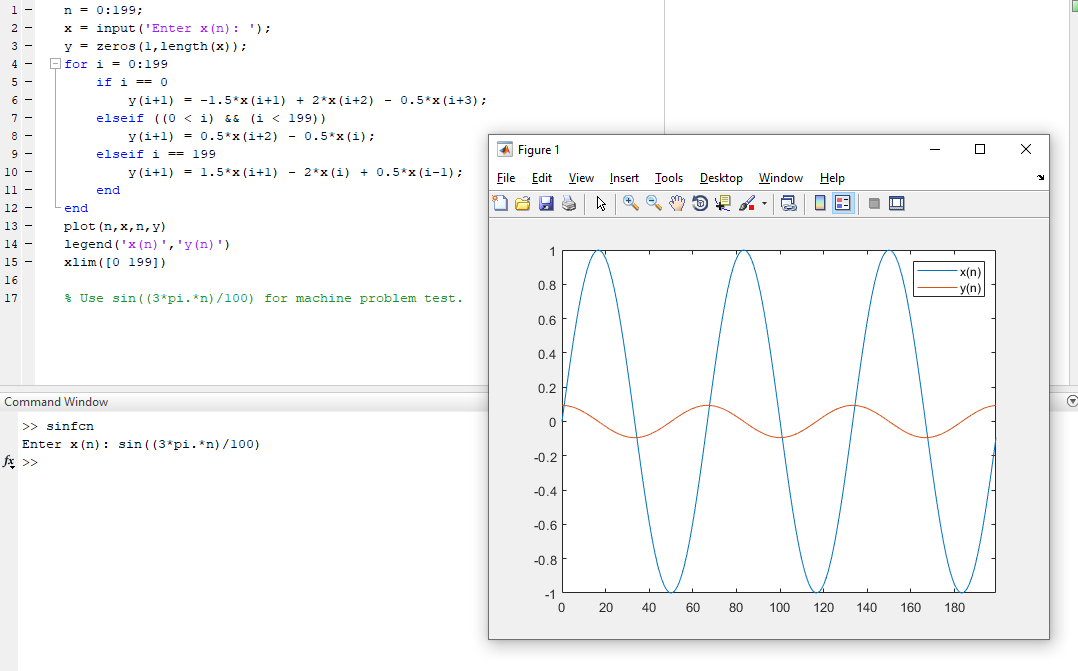 1 – n = 0:199;
2 – x = input('Enter x(n): ');
3 – y = zeros(1,length(x));
4 – for i = 0:199
5 – if i == 0
6 – y(i+1) = -1.5*x(i+1) + 2*x(i+2) - 0.5*x(i+3);
7 – elseif ((0 < i) && (i < 199))
8 – y(i+1) = 0.5*x(i+2) - 0.5*x(i);
9 – elseif i == 199
10 – y(i+1) = 1.5*x(i+1) - 2*x(i) + 0.5*x(i-1);
11 – end
12 – end
13 – plot(n,x,n,y)
14 – legend('x(n)','y(n)')
15 – xlim([0 199])
16
17 % Use sin((3*pi.*n)/100) for machine problem test.
Command Window
>> sinfcn
Enter x(n): sin((3*pi.*n)/100)
fx >>
Figure 1
File Edit View Insert Tools Desktop Window Help
x(n)
y(n)
1
0.8
0.6
0.4
0.2
0
-0.2
-0.4
-0.6
-0.8
-1
0 20 40 60 80 100 120 140 160 180